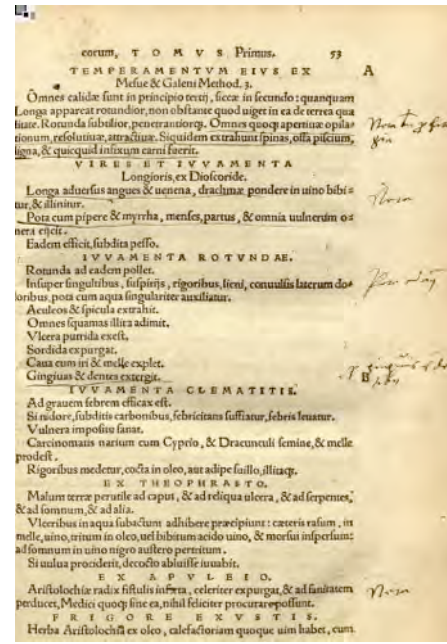 corum, T O M V S Primus. 53
TEMPERAMENTVM EIVS EX A
Mesue & Galeni Method. 3.
Omnes calidæ sunt in principio tertij, siccæ in secundo: quanquam
Longa apparcat rotundior, non obstante quod uiget in ea de terrea qua
litate. Rotunda subtilior, penetrantiorq;. Omnes quoq; aperitiuæ opila-
tionum, resolutiuæ, attractiuæ. Siquidem extrahunt spinas, ossa piscium,
ligna, & quicquid infixum carni fuerit.
VIRES ET IVVAMENTA
Longioris, ex Dioscoride.
Longa aduersus angues & uenena, drachmæ pondere in uino bibi-
tur, & illinitur.
Pota cum pipere & myrrha, menses, partus, & omnia uulnerum o-
nera eijcit.
Eadem efficit, subdita pesso.
IVVAMENTA ROTVNDAE.
Rotunda ad eadem pollet.
Insuper singultibus, suspirijs, rigoribus, lieni, conuulsis laterum do-
loribus, pota cum aqua singulariter auxiliatur.
Aculeos & spicula extrahit.
Omnes squamas illita adimit.
Vlcera putrida exest.
Sordida expurgat.
Caua cum iri & melle explet.
Gingiuas & dentes extergit. B
IVVAMENTA CLEMATITIS.
Ad grauem febrem efficax est.
Si nidore, subditis carbonibus, febricitans suffiatur, febris leuatur.
Vulnera impositu sanat.
Carcinomatis narium cum Cyprio, & Dracunculi semine, & melle
prodest.
Rigoribus medetur, cocta in oleo, aut adipe suillo, illitaq;.
EX THEOPHRASTO.
Malum terræ perutile ad caput, & ad reliqua ulcera, & ad serpentes,
& ad somnum, & ad alia.
Vlceribus in aqua subactum adhibere præcipiunt: cæteris rasum, in
melle, uino, tritum in oleo, uel bibitum acido uino, & morsui inspersum:
ad somnum in uino nigro austero pertritum.
Si uulua prociderit, decocto abluisse iuuabit.
EX APVLEIO.
Aristolochiæ radix fistulis inserta, celeriter expurgat, & ad sanitatem
perducet, Medici quoq; sine ea, nihil feliciter procurare possunt.
FRIGORE EXVSTIS.
Herba Aristolochia ex oleo, calefactoriam quoque uim habet, cum